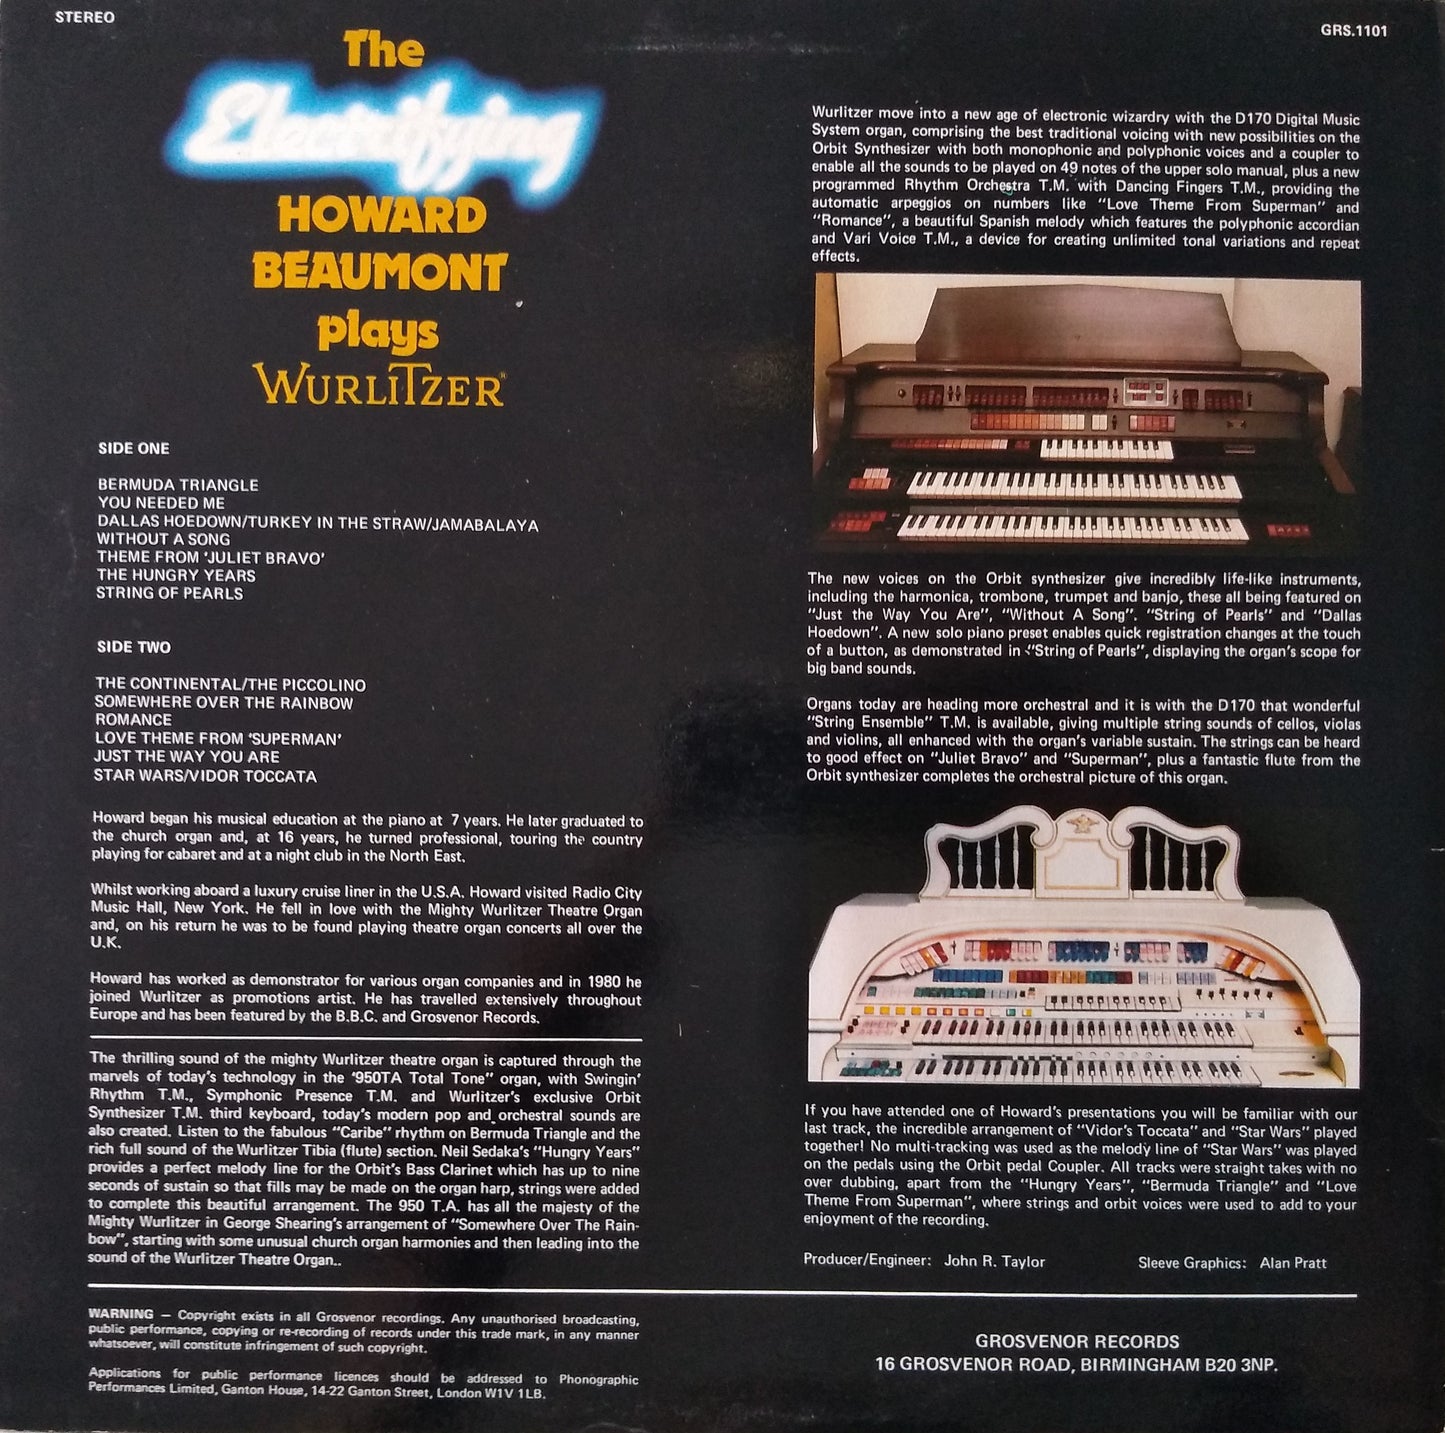 STEREO
GRS.1101
The
Electrifying
HOWARD
BEAUMONT
plays
WURLITZER®
SIDE ONE
BERMUDA TRIANGLE
YOU NEEDED ME
DALLAS HOEDOWN/TURKEY IN THE STRAW/JAMABALAYA
WITHOUT A SONG
THEME FROM 'JULIET BRAVO'
THE HUNGRY YEARS
STRING OF PEARLS
SIDE TWO
THE CONTINENTAL/THE PICCOLINO
SOMEWHERE OVER THE RAINBOW
ROMANCE
LOVE THEME FROM 'SUPERMAN'
JUST THE WAY YOU ARE
STAR WARS/VIDOR TOCCATA
Howard began his musical education at the piano at 7 years. He later graduated to
the church organ and, at 16 years, he turned professional, touring the country
playing for cabaret and at a night club in the North East.
Whilst working aboard a luxury cruise liner in the U.S.A. Howard visited Radio City
Music Hall, New York. He fell in love with the Mighty Wurlitzer Theatre Organ
and, on his return he was to be found playing theatre organ concerts all over the
U.K.
Howard has worked as demonstrator for various organ companies and in 1980 he
joined Wurlitzer as promotions artist. He has travelled extensively throughout
Europe and has been featured by the B.B.C. and Grosvenor Records.
The thrilling sound of the mighty Wurlitzer theatre organ is captured through the
marvels of today's technology in the '950TA Total Tone" organ, with Swingin'
Rhythm T.M., Symphonic Presence T.M. and Wurlitzer's exclusive Orbit
Synthesizer T.M. third keyboard, today's modern pop and orchestral sounds are
also created. Listen to the fabulous "Caribe" rhythm on Bermuda Triangle and the
rich full sound of the Wurlitzer Tibia (flute) section. Neil Sedaka's "Hungry Years"
provides a perfect melody line for the Orbit's Bass Clarinet which has up to nine
seconds of sustain so that fills may be made on the organ harp, strings were added
to complete this beautiful arrangement. The 950 T.A. has all the majesty of the
Mighty Wurlitzer in George Shearing's arrangement of "Somewhere Over The Rain-
bow", starting with some unusual church organ harmonies and then leading into the
sound of the Wurlitzer Theatre Organ..
Wurlitzer move into a new age of electronic wizardry with the D170 Digital Music
System organ, comprising the best traditional voicing with new possibilities on the
Orbit Synthesizer with both monophonic and polyphonic voices and a coupler to
enable all the sounds to be played on 49 notes of the upper solo manual, plus a new
programmed Rhythm Orchestra T.M. with Dancing Fingers T.M., providing the
automatic arpeggios on numbers like "Love Theme From Superman" and
"Romance", a beautiful Spanish melody which features the polyphonic accordian
and Vari Voice T.M., a device for creating unlimited tonal variations and repeat
effects.
The new voices on the Orbit synthesizer give incredibly life-like instruments,
including the harmonica, trombone, trumpet and banjo, these all being featured on
"Just the Way You Are", "Without A Song". "String of Pearls" and "Dallas
Hoedown". A new solo piano preset enables quick registration changes at the touch
of a button, as demonstrated in "String of Pearls", displaying the organ's scope for
big band sounds.
Organs today are heading more orchestral and it is with the D170 that wonderful
"String Ensemble" T.M. is available, giving multiple string sounds of cellos, violas
and violins, all enhanced with the organ's variable sustain. The strings can be heard
to good effect on "Juliet Bravo" and "Superman", plus a fantastic flute from the
Orbit synthesizer completes the orchestral picture of this organ.
If you have attended one of Howard's presentations you will be familiar with our
last track, the incredible arrangement of "Vidor's Toccata" and "Star Wars" played
together! No multi-tracking was used as the melody line of "Star Wars" was played
on the pedals using the Orbit pedal Coupler. All tracks were straight takes with no
over dubbing, apart from the "Hungry Years", "Bermuda Triangle" and "Love
Theme From Superman", where strings and orbit voices were used to add to your
enjoyment of the recording.
Producer/Engineer: John R. Taylor
Sleeve Graphics: Alan Pratt
WARNING – Copyright exists in all Grosvenor recordings. Any unauthorised broadcasting,
public performance, copying or re-recording of records under this trade mark, in any manner
whatsoever, will constitute infringement of such copyright.
Applications for public performance licences should be addressed to Phonographic
Performances Limited, Ganton House, 14-22 Ganton Street, London W1V 1LB.
GROSVENOR RECORDS
16 GROSVENOR ROAD, BIRMINGHAM B20 3NP.